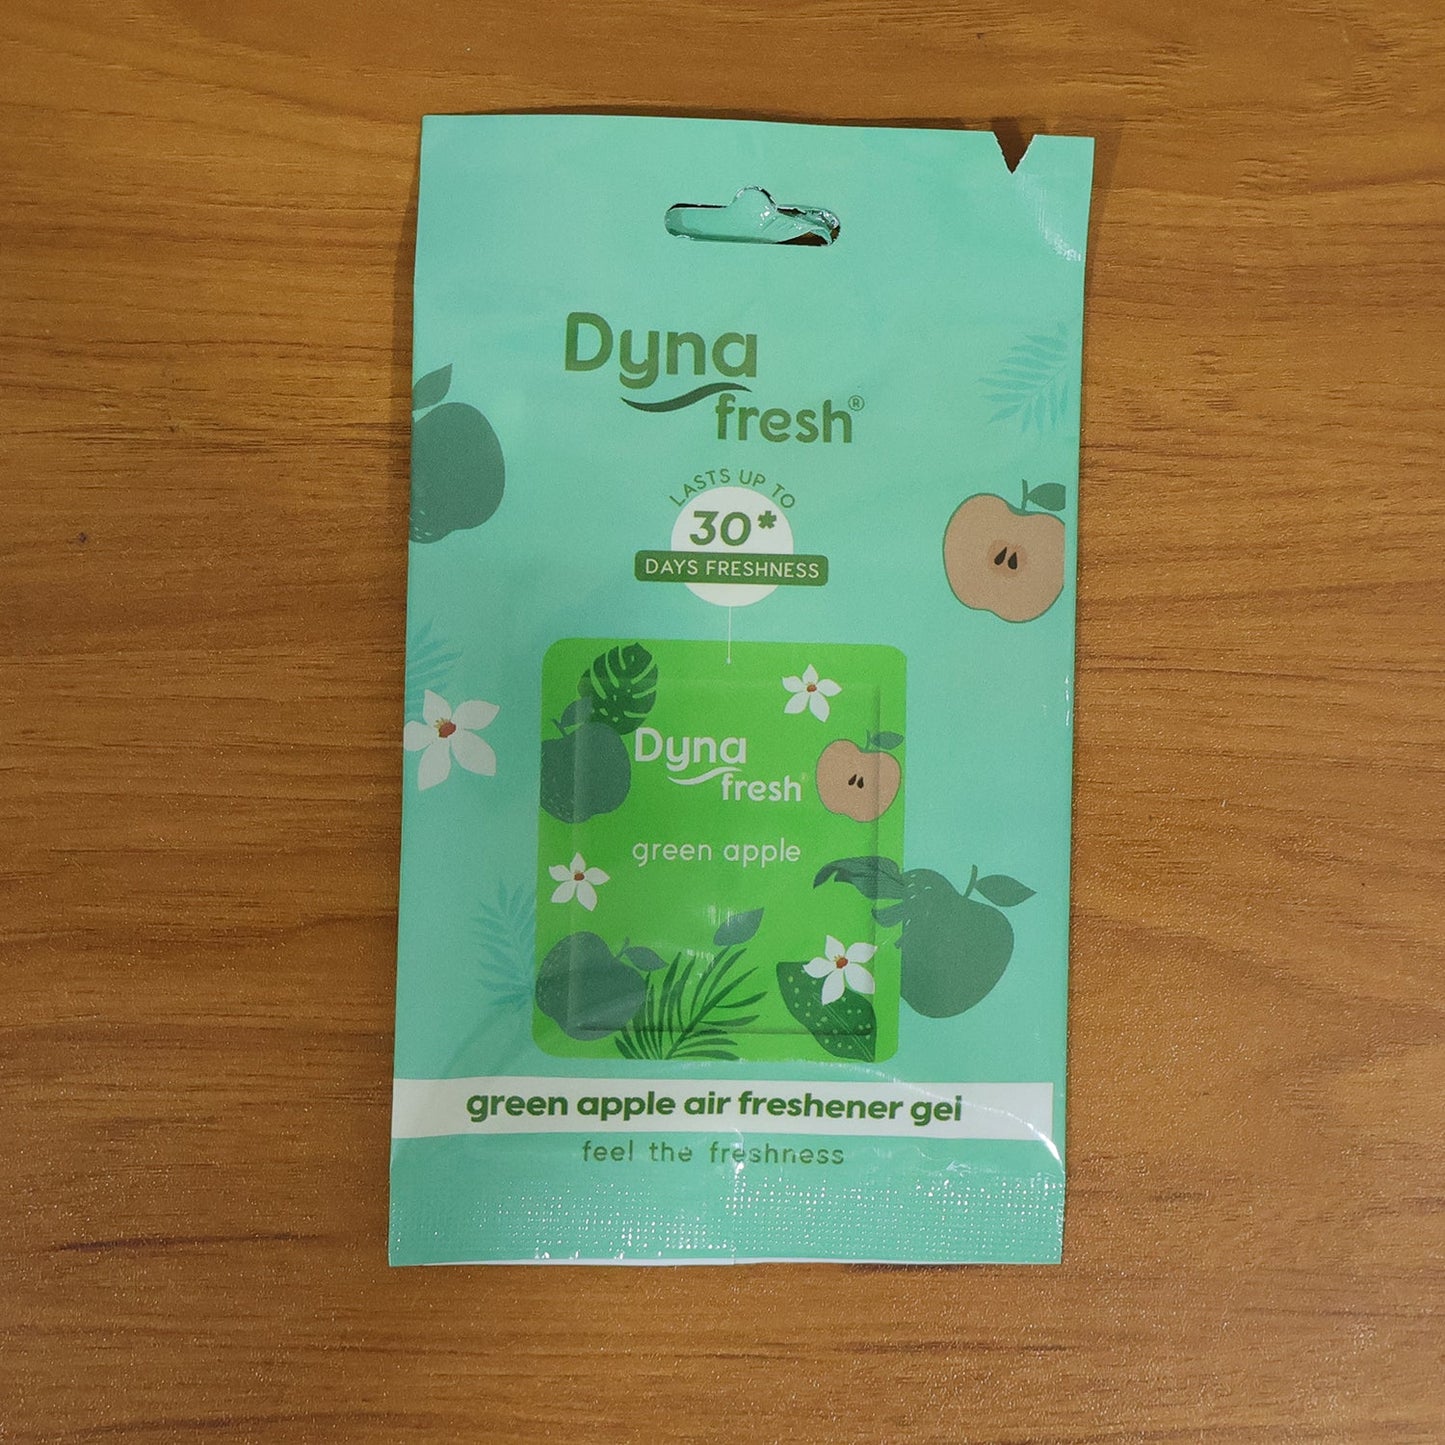 Dyna
fresh®
LASTS UP TO
30*
DAYS FRESHNESS
Dyna
fresh®
green apple
green apple air freshener gel
feel the freshness